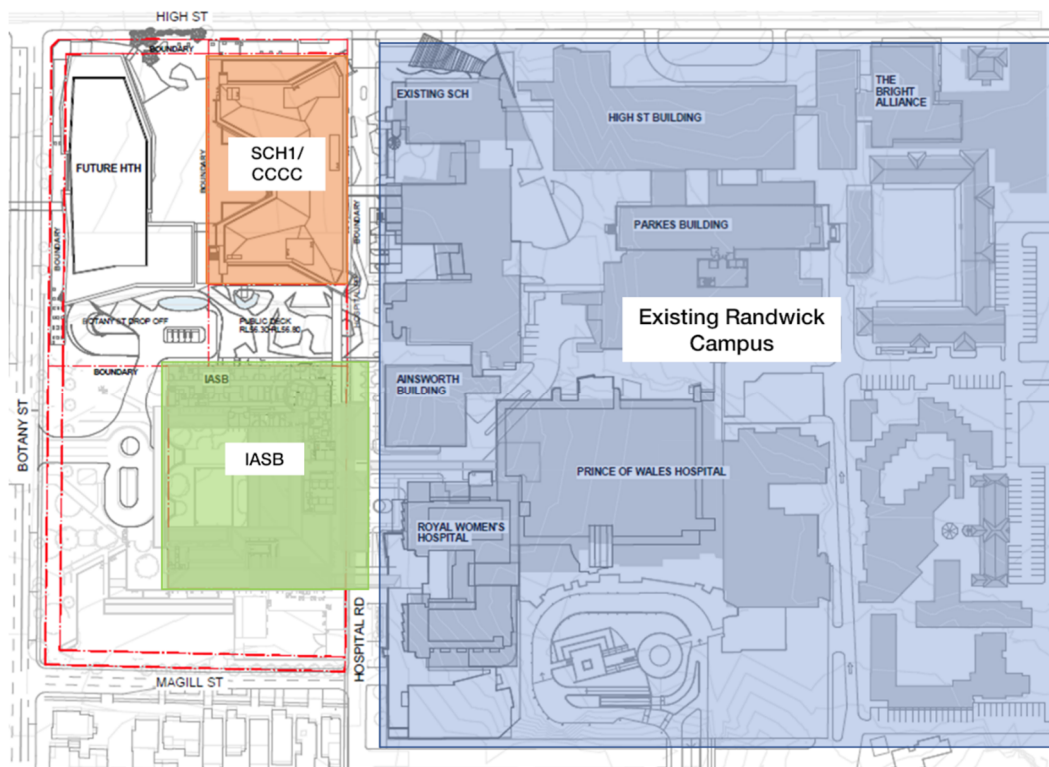 HIGH ST
BOUNDARY
EXISTING SCH
HIGH ST BUILDING
THE
BRIGHT
ALLIANCE
SCH1/
CCCC
FUTURE HTH
BOUNDARY
BOUNDARY
BOUNDARY
PARKES BUILDING
Existing Randwick
Campus
BOTANY ST DROP OFF
PUBLIC DECK
BOUNDARY
IASB
AINSWORTH
BUILDING
BOTANY ST
IASB
PRINCE OF WALES HOSPITAL
ROYAL WOMEN'S
HOSPITAL
HOSPITAL RD
MAGILL ST